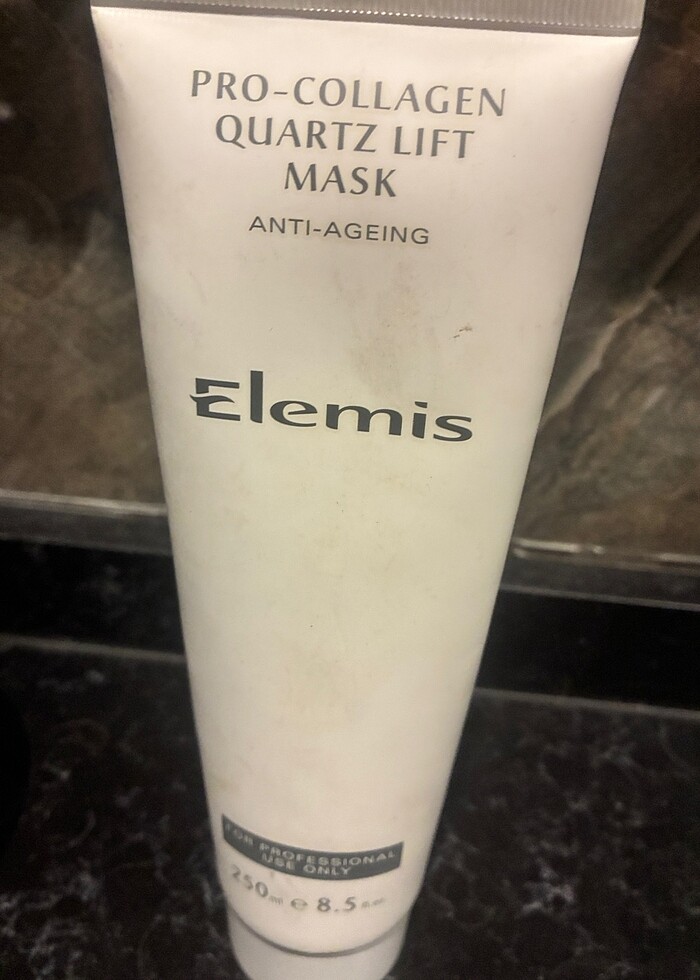 PRO-COLLAGEN
QUARTZ LIFT
MASK
ANTI-AGEING
Elemis
FOR PROFESSIONAL
USE ONLY
250ml e 8.5